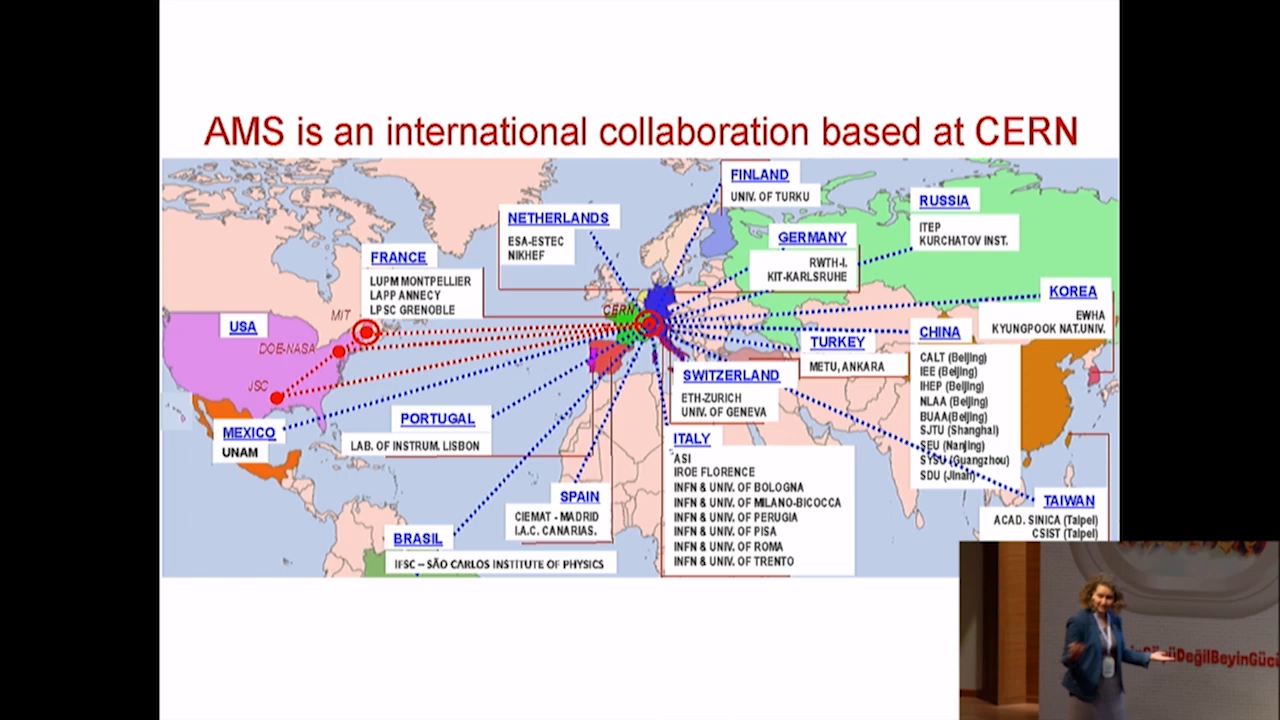 AMS is an international collaboration based at CERN
FINLAND
UNIV. OF TURKU
RUSSIA
ITEP
KURCHATOV INST.
NETHERLANDS
ESA-ESTEC
NIKHEF
GERMANY
RWTH-I.
KIT-KARLSRUHE
FRANCE
LUPM MONTPELLIER
LAPP ANNECY
LPSC GRENOBLE
KOREA
EWHA
KYUNGPOOK NAT.UNIV.
USA
MIT
DOE-NASA
JSC
CERN
TURKEY
METU, ANKARA
CHINA
CALT (Beijing)
IEE (Beijing)
IHEP (Beijing)
NLAA (Beijing)
BUAA(Beijing)
SJTU (Shanghai)
SEU (Nanjing)
SYSU (Guangzhou)
SDU (Jinan)
SWITZERLAND
ETH-ZURICH
UNIV. OF GENEVA
MEXICO
UNAM
PORTUGAL
LAB. OF INSTRUM. LISBON
ITALY
ASI
IROE FLORENCE
INFN & UNIV. OF BOLOGNA
INFN & UNIV. OF MILANO-BICOCCA
INFN & UNIV. OF PERUGIA
INFN & UNIV. OF PISA
INFN & UNIV. OF ROMA
INFN & UNIV. OF TRENTO
SPAIN
CIEMAT - MADRID
I.A.C. CANARIAS.
TAIWAN
ACAD. SINICA (Taipei)
CSIST (Taipei)
BRASIL
IFSC – SÃO CARLOS INSTITUTE OF PHYSICS
DeğilBeyinGücü